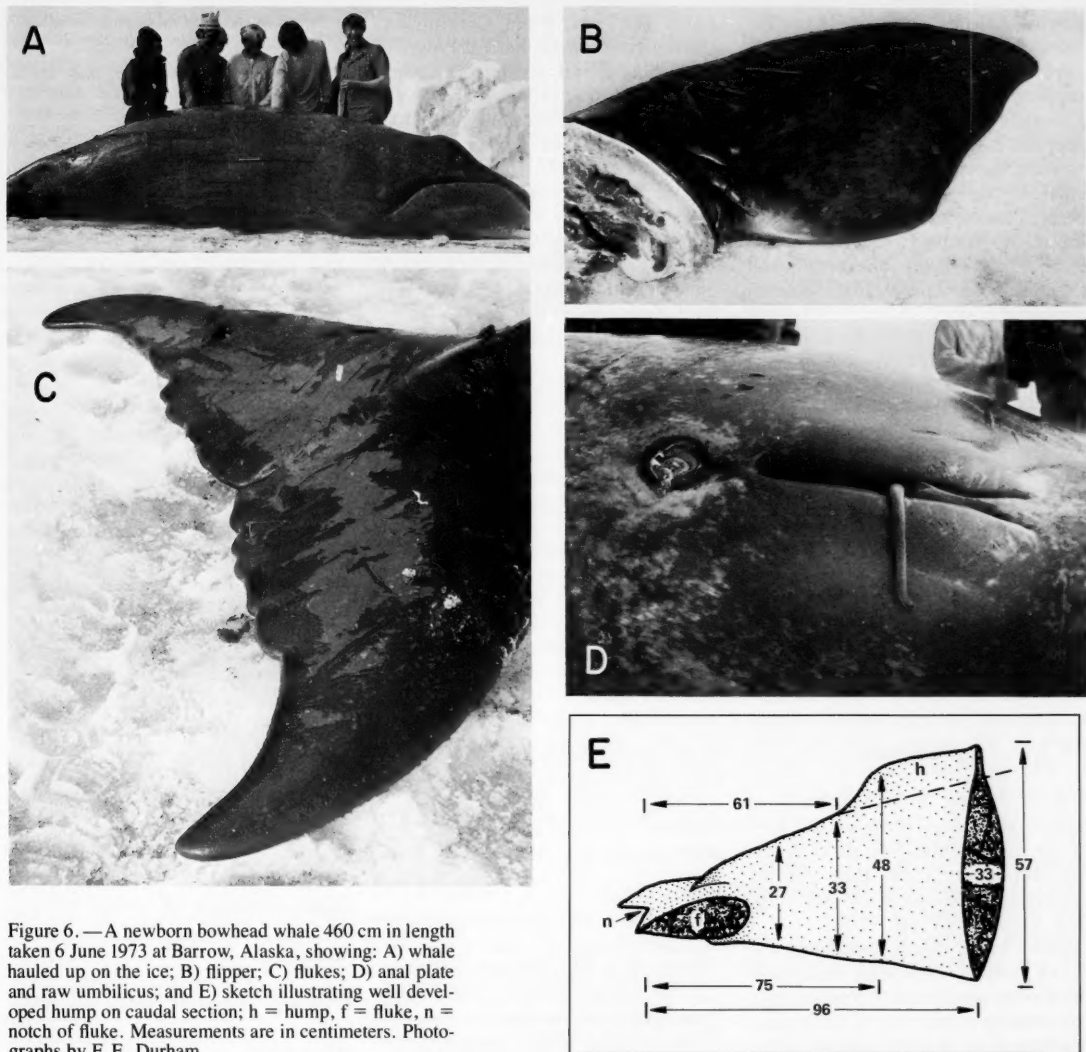 A
B
C
D
E
h
61
27
33
48
33
57
n
f
75
96
Figure 6.—A newborn bowhead whale 460 cm in length
taken 6 June 1973 at Barrow, Alaska, showing: A) whale
hauled up on the ice; B) flipper; C) flukes; D) anal plate
and raw umbilicus; and E) sketch illustrating well devel-
oped hump on caudal section; h = hump, f = fluke, n =
notch of fluke. Measurements are in centimeters. Photo-
graphs by F. E. Durham.